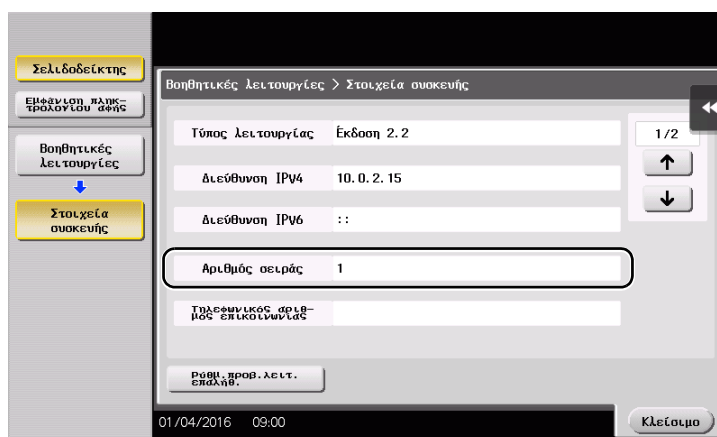 Σελιδοδείκτης
Εμφάνιση πληκ-
τρολογίου αφής
Βοηθητικές
λειτουργίες
Στοιχεία
συσκευής
Βοηθητικές λειτουργίες > Στοιχεία συσκευής
Τύπος λειτουργίας Έκδοση 2.2
1/2
Διεύθυνση IPv4 10.0.2.15
Διεύθυνση IPv6 ::
Αριθμός σειράς 1
Τηλεφωνικός αριθ-
μός επικοινωνίας
Ρύθμ.προβ.λειτ.
επαλήθ.
01/04/2016 09:00
Κλείσιμο